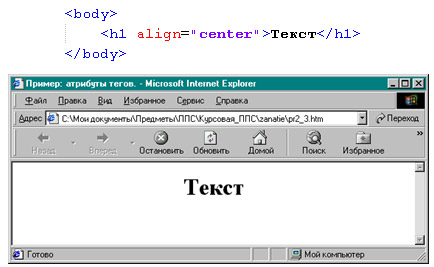 <body>
<h1 align="center">Текст</h1>
</body>
Пример: атрибуты тегов. - Microsoft Internet Explorer
Файл Правка Вид Избранное Сервис Справка
Адрес C:\Мои документы\Предметы\ППС\Курсовая_ППС\zanatie\pr2_3.htm Переход
Назад Вперед Остановить Обновить Домой Поиск Избранное »
Текст
Готово Мой компьютер